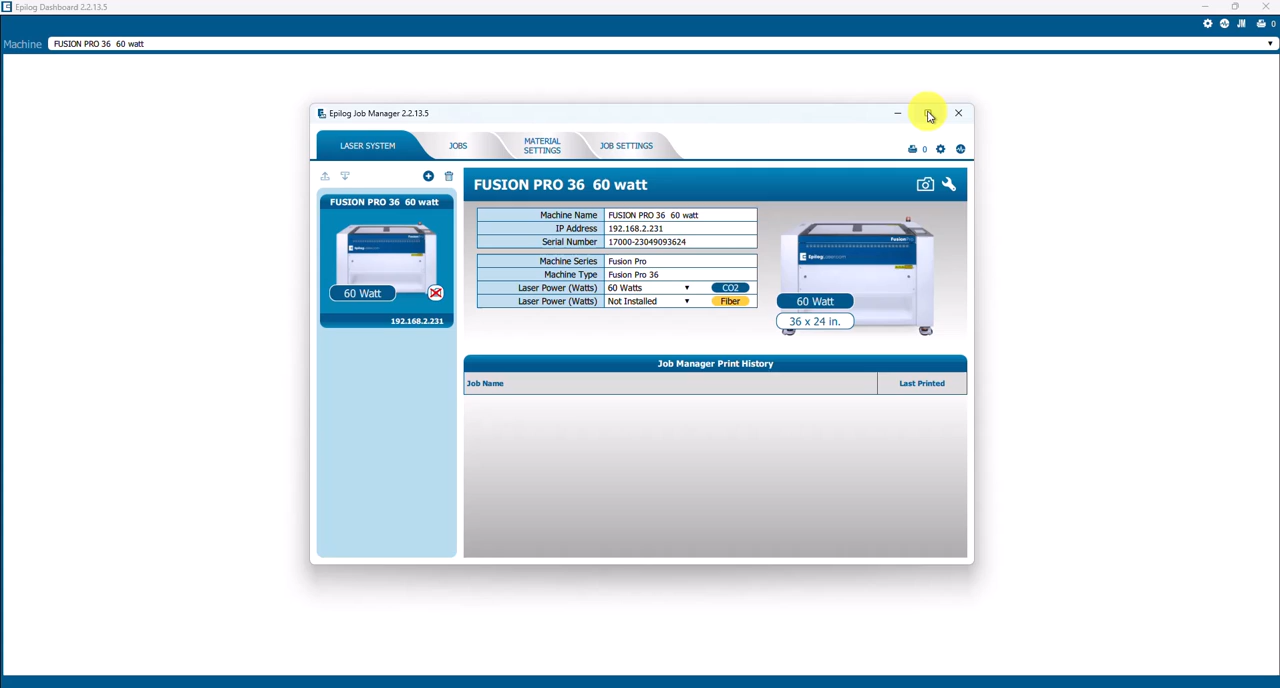 Epilog Dashboard 2.2.13.5
0
Machine FUSION PRO 36 60 watt
Epilog Job Manager 2.2.13.5
LASER SYSTEM
JOBS
MATERIAL
SETTINGS
JOB SETTINGS
0
FUSION PRO 36 60 watt
60 Watt
192.168.2.231
FUSION PRO 36 60 watt
Machine Name FUSION PRO 36 60 watt
IP Address 192.168.2.231
Serial Number 17000-23049093624
Machine Series Fusion Pro
Machine Type Fusion Pro 36
Laser Power (Watts) 60 Watts CO2
Laser Power (Watts) Not Installed Fiber
FusionPro
60 Watt
36 x 24 in.
Job Manager Print History
Job Name Last Printed